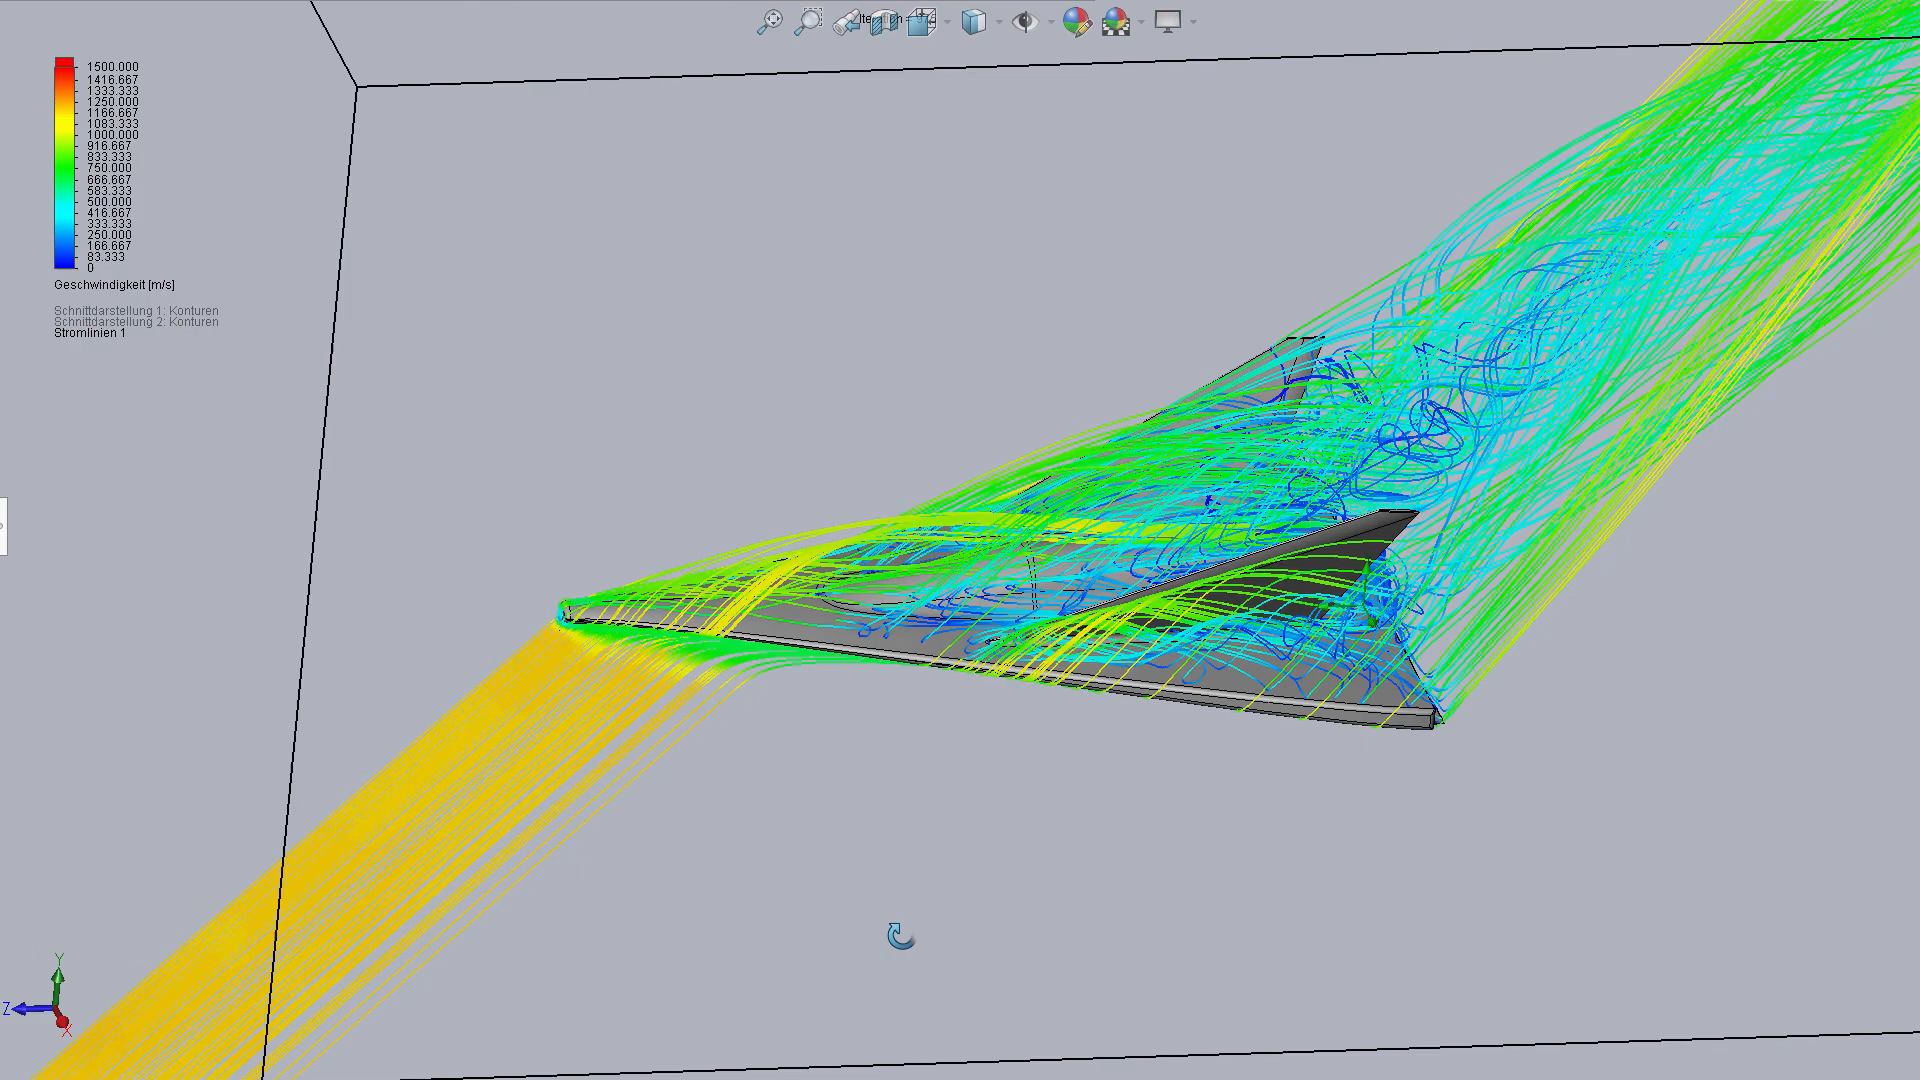 Iteration =
1500.000
1416.667
1333.333
1250.000
1166.667
1083.333
1000.000
916.667
833.333
750.000
666.667
583.333
500.000
416.667
333.333
250.000
166.667
83.333
0
Geschwindigkeit [m/s]
Schnittdarstellung 1: Konturen
Schnittdarstellung 2: Konturen
Stromlinien 1
Y
Z
X